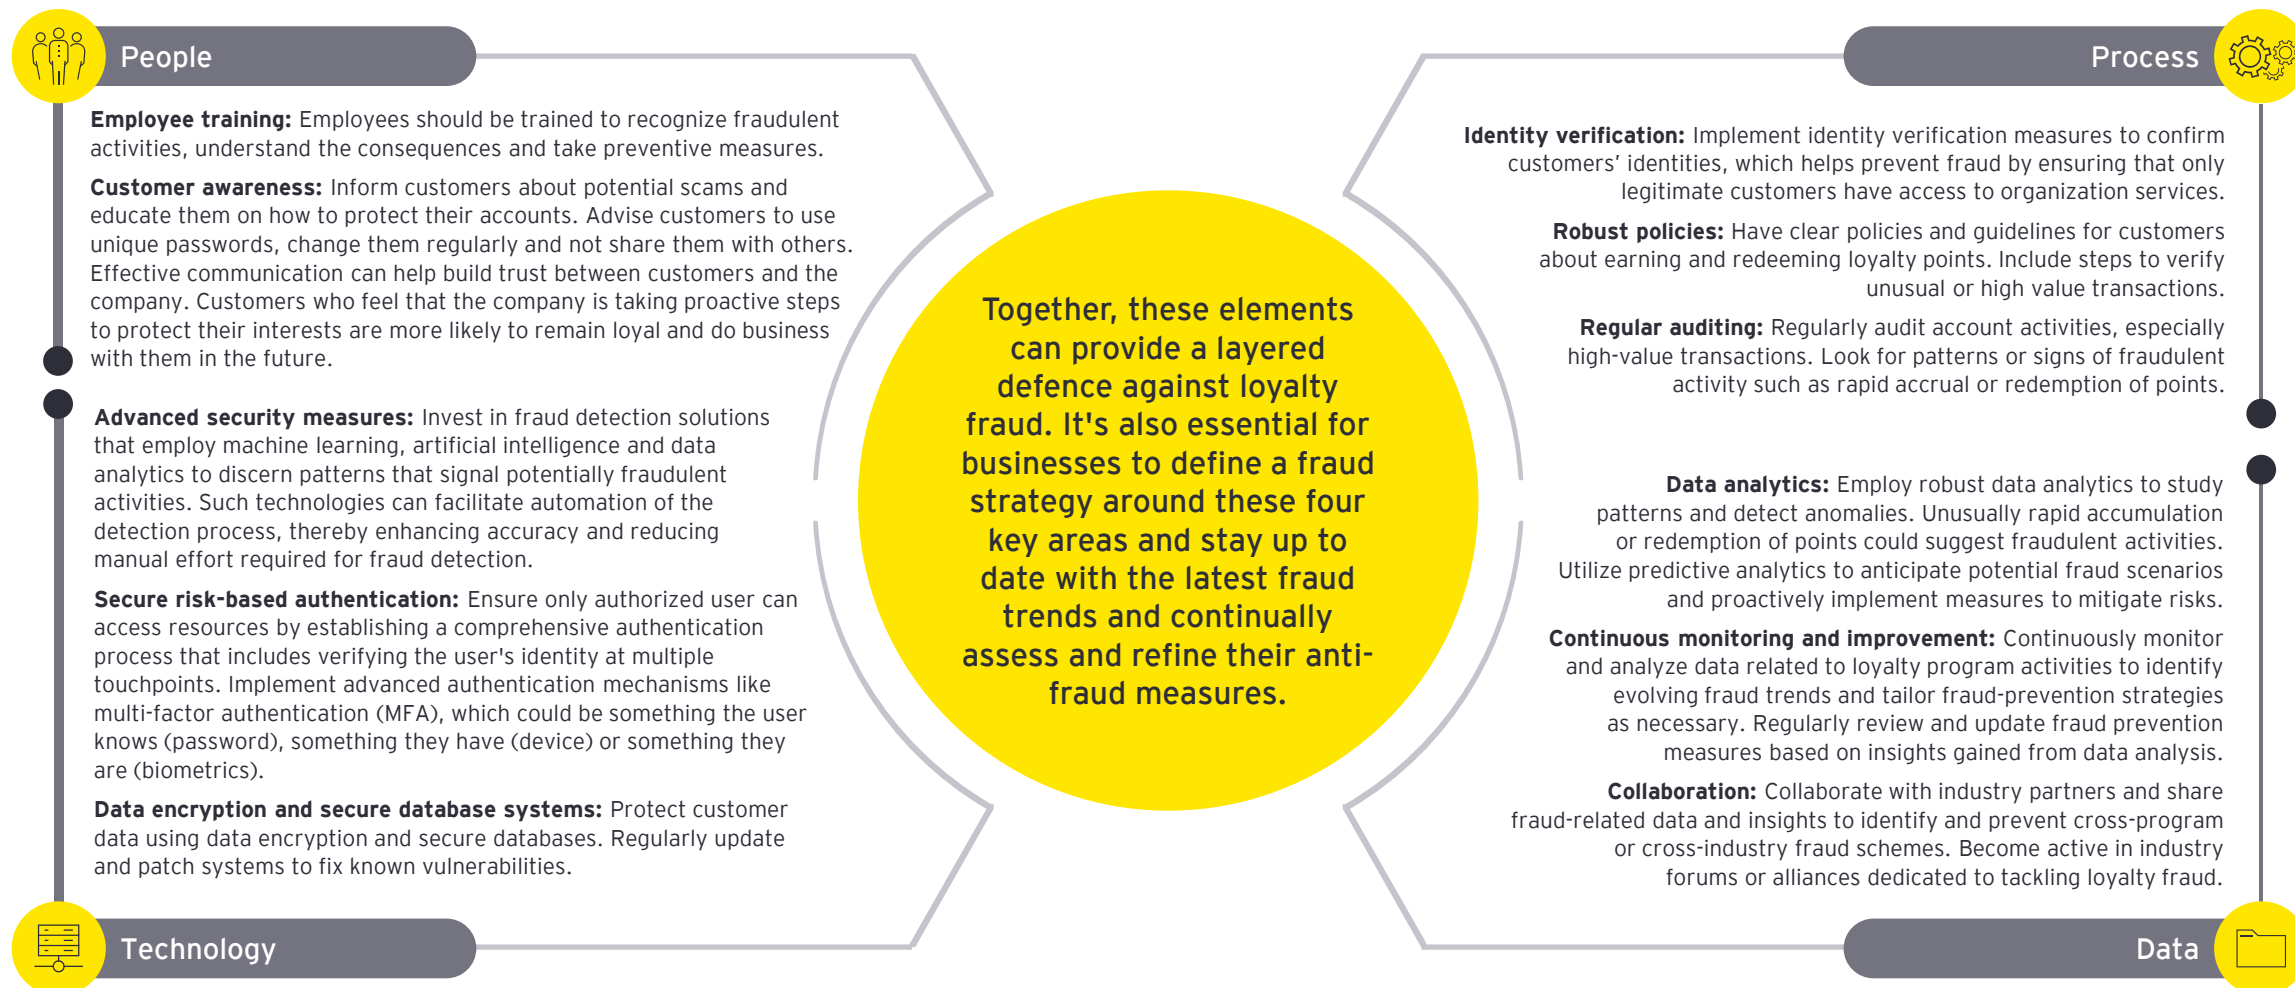 People
Employee training: Employees should be trained to recognize fraudulent
activities, understand the consequences and take preventive measures.
Customer awareness: Inform customers about potential scams and
educate them on how to protect their accounts. Advise customers to use
unique passwords, change them regularly and not share them with others.
Effective communication can help build trust between customers and the
company. Customers who feel that the company is taking proactive steps
to protect their interests are more likely to remain loyal and do business
with them in the future.
Advanced security measures: Invest in fraud detection solutions
that employ machine learning, artificial intelligence and data
analytics to discern patterns that signal potentially fraudulent
activities. Such technologies can facilitate automation of the
detection process, thereby enhancing accuracy and reducing
manual effort required for fraud detection.
Secure risk-based authentication: Ensure only authorized user can
access resources by establishing a comprehensive authentication
process that includes verifying the user's identity at multiple
touchpoints. Implement advanced authentication mechanisms like
multi-factor authentication (MFA), which could be something the user
knows (password), something they have (device) or something they
are (biometrics).
Data encryption and secure database systems: Protect customer
data using data encryption and secure databases. Regularly update
and patch systems to fix known vulnerabilities.
Technology
Together, these elements
can provide a layered
defence against loyalty
fraud. It's also essential for
businesses to define a fraud
strategy around these four
key areas and stay up to
date with the latest fraud
trends and continually
assess and refine their anti-
fraud measures.
Process
Identity verification: Implement identity verification measures to confirm
customers’ identities, which helps prevent fraud by ensuring that only
legitimate customers have access to organization services.
Robust policies: Have clear policies and guidelines for customers
about earning and redeeming loyalty points. Include steps to verify
unusual or high value transactions.
Regular auditing: Regularly audit account activities, especially
high-value transactions. Look for patterns or signs of fraudulent
activity such as rapid accrual or redemption of points.
Data analytics: Employ robust data analytics to study
patterns and detect anomalies. Unusually rapid accumulation
or redemption of points could suggest fraudulent activities.
Utilize predictive analytics to anticipate potential fraud scenarios
and proactively implement measures to mitigate risks.
Continuous monitoring and improvement: Continuously monitor
and analyze data related to loyalty program activities to identify
evolving fraud trends and tailor fraud-prevention strategies
as necessary. Regularly review and update fraud prevention
measures based on insights gained from data analysis.
Collaboration: Collaborate with industry partners and share
fraud-related data and insights to identify and prevent cross-program
or cross-industry fraud schemes. Become active in industry
forums or alliances dedicated to tackling loyalty fraud.
Data